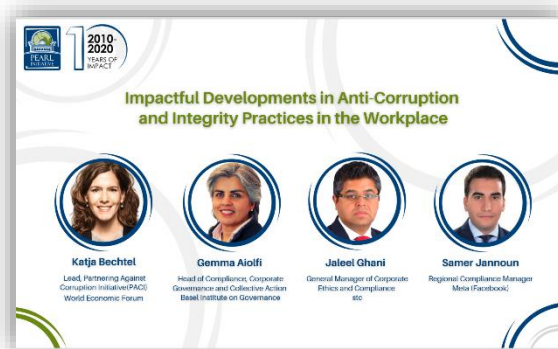 PEARL
INITIATIVE
2010-
2020
YEARS OF
IMPACT
Impactful Developments in Anti-Corruption
and Integrity Practices in the Workplace
Katja Bechtel
Lead, Partnering Against
Corruption Initiative(PACI)
World Economic Forum
Gemma Aiolfi
Head of Compliance, Corporate
Governance and Collective Action
Basel Institute on Governance
Jaleel Ghani
General Manager of Corporate
Ethics and Compliance
stc
Samer Jannoun
Regional Compliance Manager
Meta (Facebook)